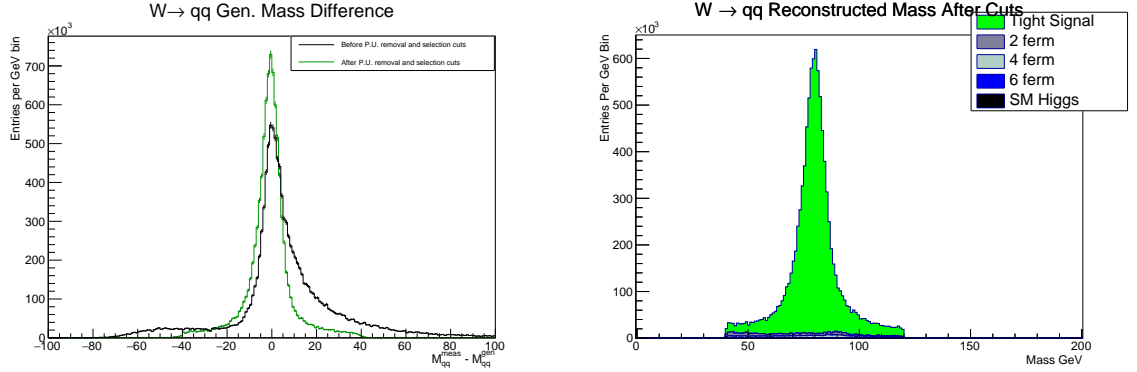 W→ qq Gen. Mass Difference
×10³
Entries per GeV bin
Before P.U. removal and selection cuts
After P.U. removal and selection cuts
700
600
500
400
300
200
100
0
−100 −80 −60 −40 −20 0 20 40 60 80 100
M_qq^meas - M_qq^gen
W → qq Reconstructed Mass After Cuts
×10³
Entries Per GeV Bin
Tight Signal
2 ferm
4 ferm
6 ferm
SM Higgs
600
500
400
300
200
100
0
0 50 100 150 200
Mass GeV